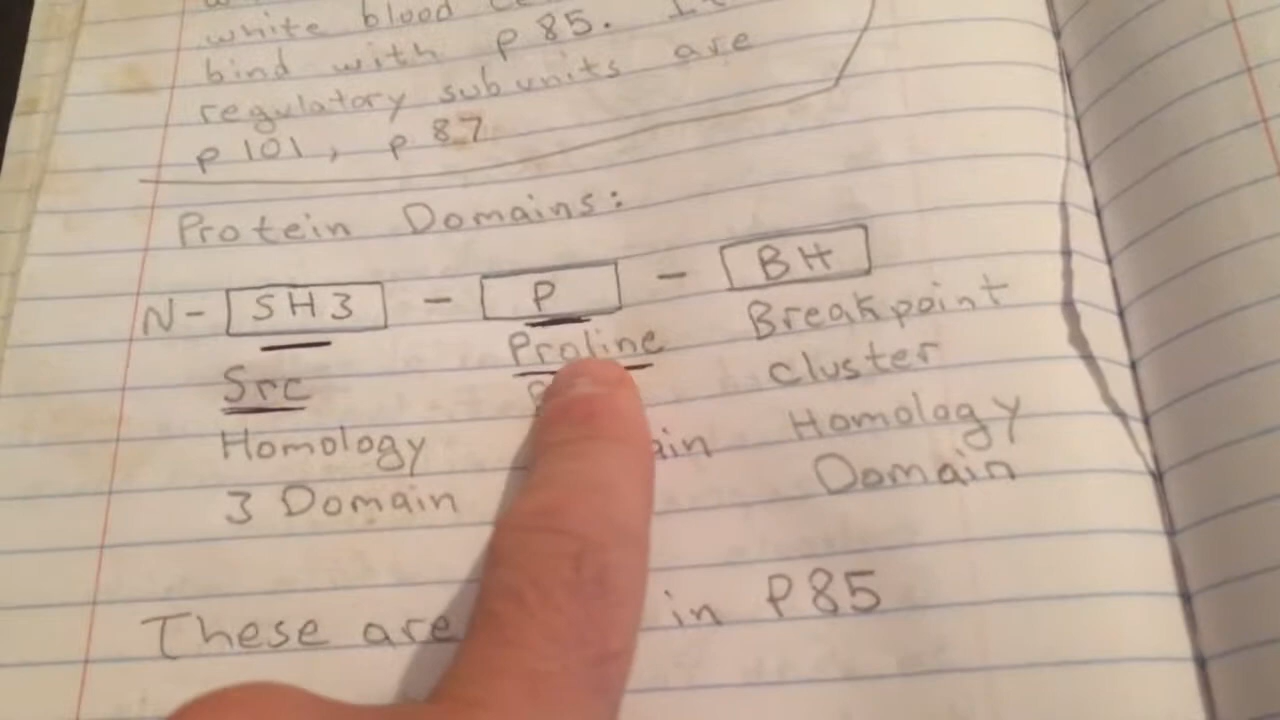 white blood
bind with p 85. It
regulatory subunits are
p 101, p 87
Protein Domains:
N- SH3 - P - BH
Src Proline Breakpoint
Homology cluster
3 Domain Homology
Domain
These are in P85